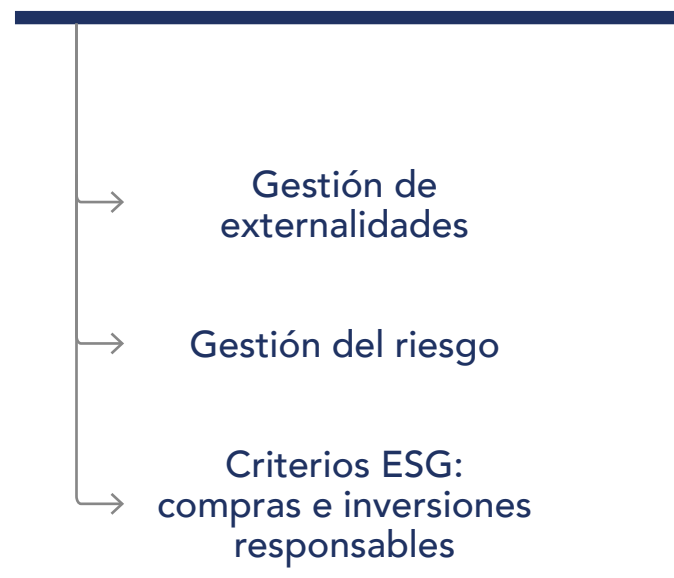 Gestión de
externalidades
Gestión del riesgo
Criterios ESG:
compras e inversiones
responsables